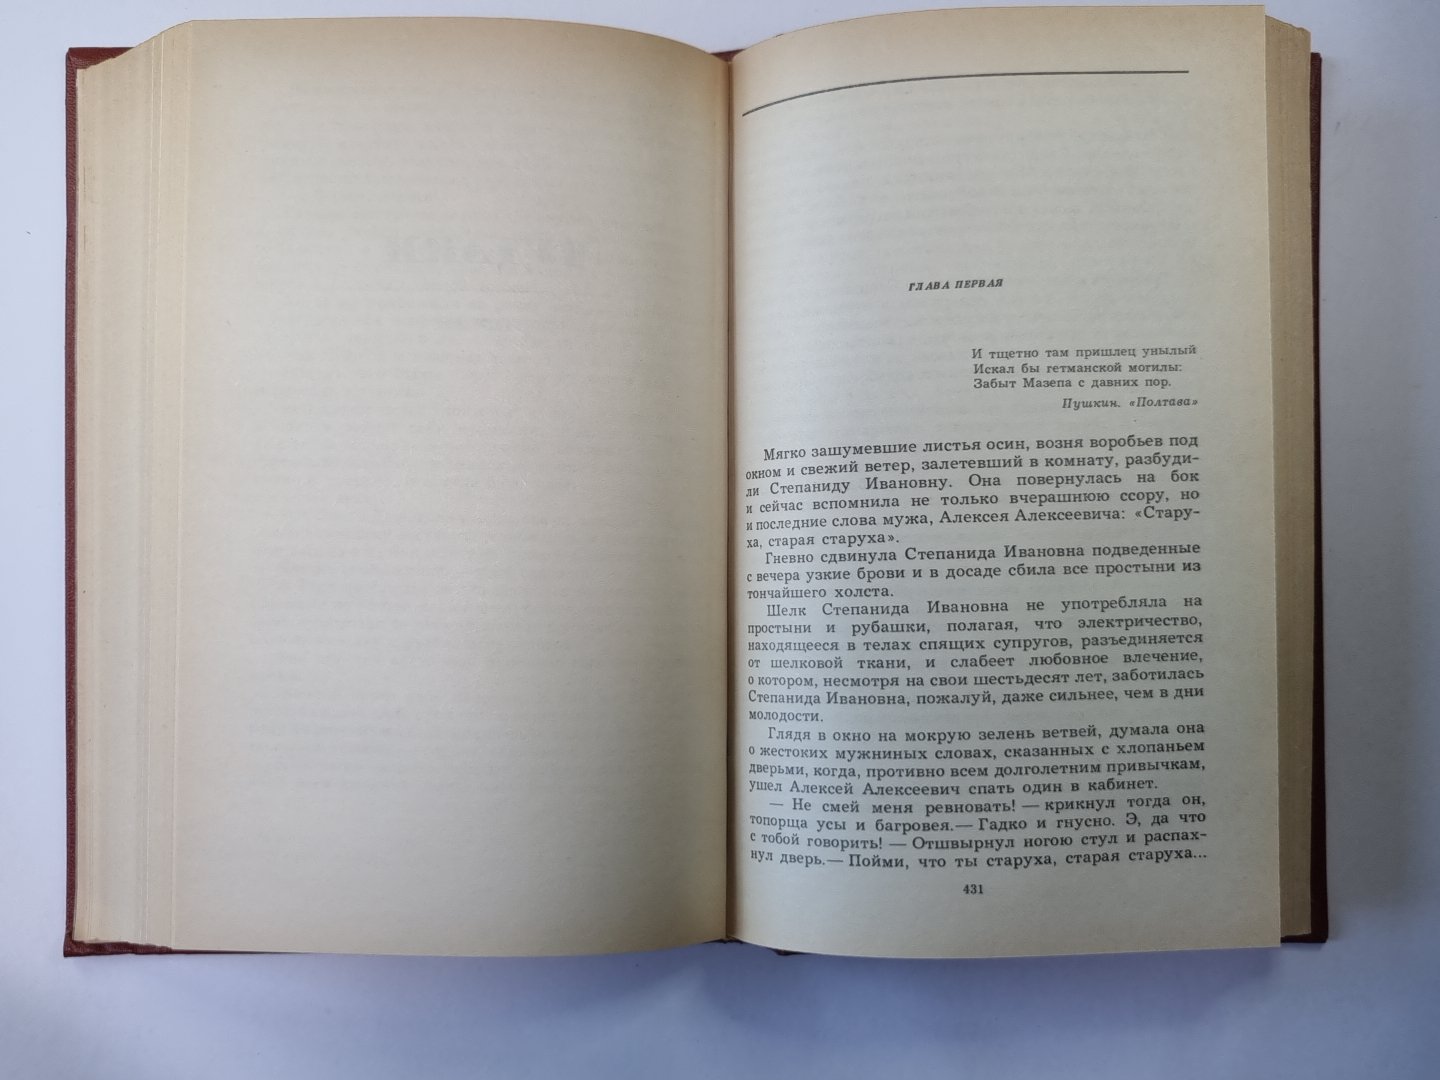 ГЛАВА ПЕРВАЯ
И тщетно там пришлец унылый
Искал бы гетманской могилы:
Забыт Мазепа с давних пор.
Пушкин. «Полтава»
Мягко зашумевшие листья осин, возня воробьев под
окном и свежий ветер, залетевший в комнату, разбуди-
ли Степаниду Ивановну. Она повернулась на бок
и сейчас вспомнила не только вчерашнюю ссору, но
и последние слова мужа, Алексея Алексеевича: «Стару-
ха, старая старуха».
Гневно сдвинула Степанида Ивановна подведенные
с вечера узкие брови и в досаде сбила все простыни из
тончайшего холста.
Шелк Степанида Ивановна не употребляла на
простыни и рубашки, полагая, что электричество,
находящееся в телах спящих супругов, разъединяется
от шелковой ткани, и слабеет любовное влечение,
о котором, несмотря на свои шестьдесят лет, заботилась
Степанида Ивановна, пожалуй, даже сильнее, чем в дни
молодости.
Глядя в окно на мокрую зелень ветвей, думала она
о жестоких мужниных словах, сказанных с хлопаньем
дверьми, когда, противно всем долголетним привычкам,
ушел Алексей Алексеевич спать один в кабинет.
— Не смей меня ревновать! — крикнул тогда он,
топорща усы и багровея.— Гадко и гнусно. Э, да что
с тобой говорить! — Отшвырнул ногою стул и распах-
нул дверь.— Пойми, что ты старуха, старая старуха...
431